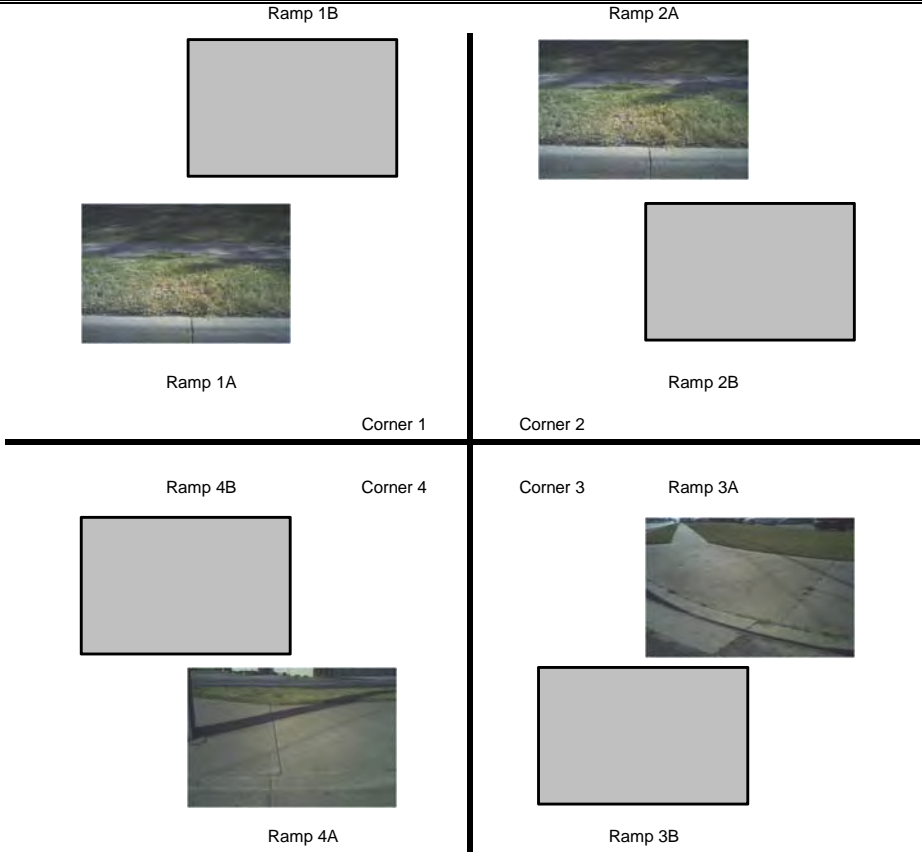 Ramp 1B Ramp 2A
Ramp 1A Ramp 2B
Corner 1 Corner 2
Ramp 4B Corner 4 Corner 3 Ramp 3A
Ramp 4A Ramp 3B